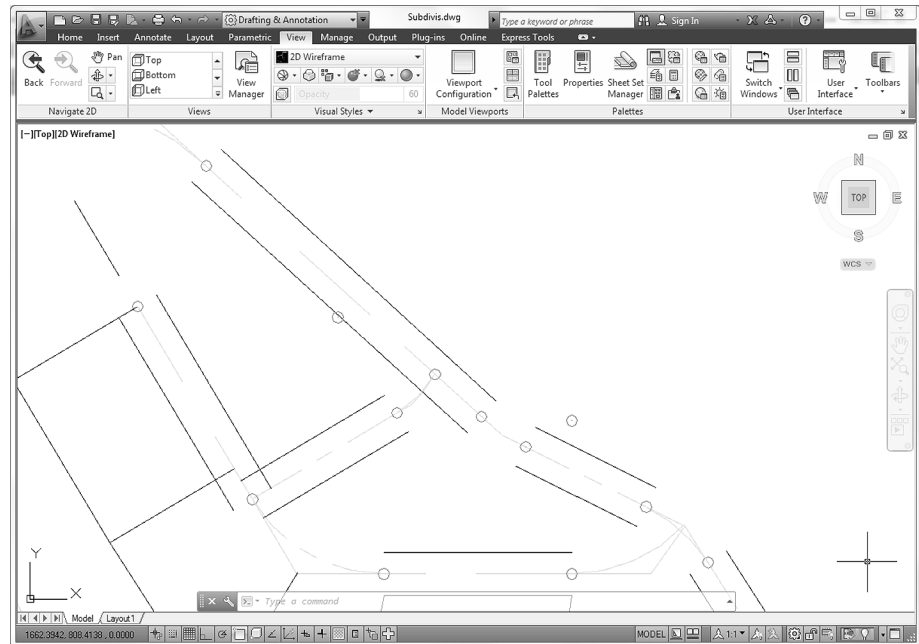 Drafting & Annotation
Subdivis.dwg
Type a keyword or phrase
Sign In
Home Insert Annotate Layout Parametric View Manage Output Plug-ins Online Express Tools
Back
Forward
Pan
Navigate 2D
Top
Bottom
Left
View Manager
Views
2D Wireframe
Opacity 60
Visual Styles
Viewport Configuration
Model Viewports
Tool Palettes
Properties
Sheet Set Manager
Palettes
Switch Windows
User Interface
Toolbars
User Interface
[−][Top][2D Wireframe]
N
W TOP E
S
WCS
Y
X
Type a command
Model Layout1
1662.3942, 808.4138, 0.0000
MODEL
1:1